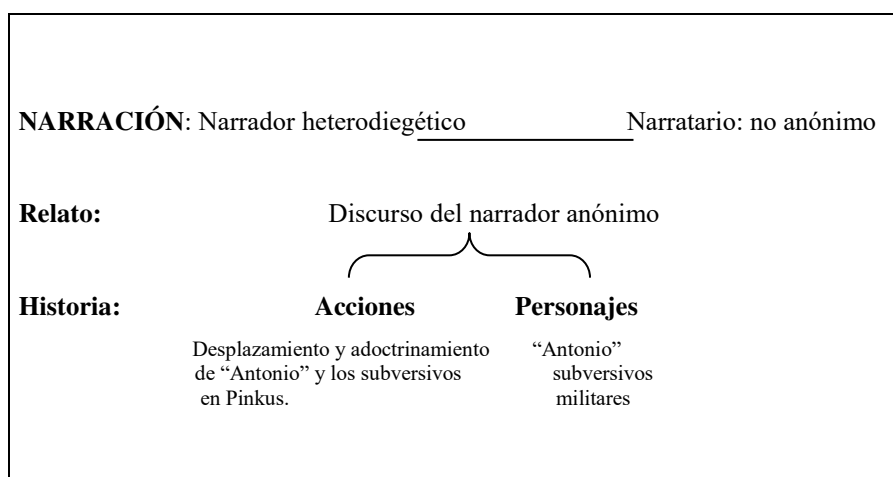 NARRACIÓN: Narrador heterodiegético Narratario: no anónimo
Relato: Discurso del narrador anónimo
Historia: Acciones Personajes
Desplazamiento y adoctrinamiento “Antonio”
de “Antonio” y los subversivos subversivos
en Pinkus. militares